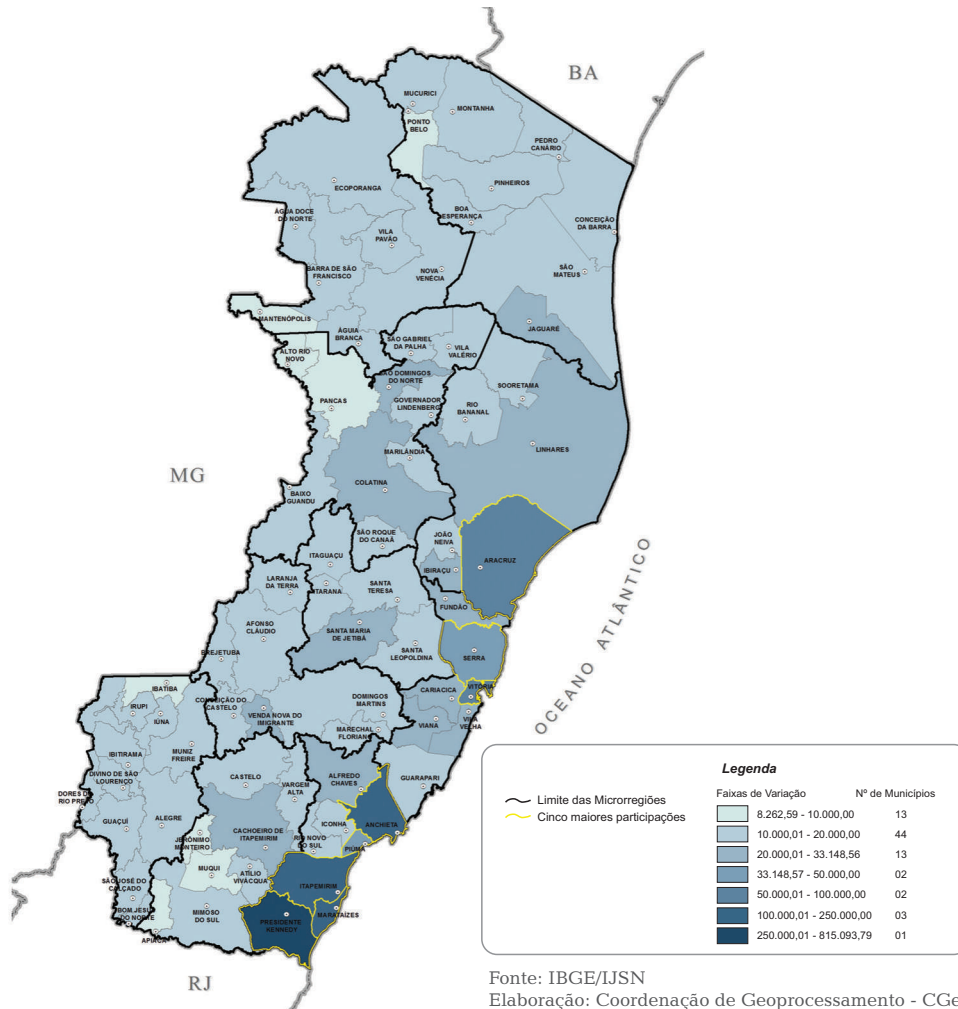 BA
MUCURICI
MONTANHA
PONTO
BELO
PEDRO
CANÁRIO
ECOPORANGA
PINHEIROS
ÁGUA DOCE
DO NORTE
BOA
ESPERANÇA
CONCEIÇÃO
DA BARRA
VILA
PAVÃO
BARRA DE SÃO
FRANCISCO
NOVA
VENÉCIA
SÃO
MATEUS
MANTENÓPOLIS
JAGUARÉ
ÁGUIA
BRANCA
SÃO GABRIEL
DA PALHA
VILA
VALÉRIO
ALTO RIO
NOVO
SÃO DOMINGOS
DO NORTE
SOORETAMA
PANCAS
GOVERNADOR
LINDENBERG
RIO
BANANAL
LINHARES
MARILÂNDIA
MG
COLATINA
BAIXO
GUANDU
SÃO ROQUE
DO CANAÃ
JOÃO
NEIVA
ARACRUZ
ITAGUAÇU
IBIRAÇU
LARANJA
DA TERRA
ITARANA
SANTA
TERESA
FUNDÃO
AFONSO
CLÁUDIO
SANTA MARIA
DE JETIBÁ
SANTA
LEOPOLDINA
SERRA
BREJETUBA
OCEANO ATLÂNTICO
IBATIBA
CARIACICA
VITÓRIA
IRUPI
IÚNA
CONCEIÇÃO DO
CASTELO
VENDA NOVA DO
IMIGRANTE
DOMINGOS
MARTINS
VIANA
VILA
VELHA
MARECHAL
FLORIANO
IBITIRAMA
MUNIZ
FREIRE
DIVINO DE SÃO
LOURENÇO
CASTELO
VARGEM
ALTA
ALFREDO
CHAVES
GUARAPARI
DORES DO
RIO PRETO
GUAÇUÍ
ALEGRE
JERÔNIMO
MONTEIRO
CACHOEIRO DE
ITAPEMIRIM
RIO NOVO
DO SUL
ICONHA
ANCHIETA
PIÚMA
MUQUI
ATÍLIO
VIVÁCQUA
ITAPEMIRIM
SÃO JOSÉ DO
CALÇADO
BOM JESUS
DO NORTE
MIMOSO
DO SUL
PRESIDENTE
KENNEDY
MARATAÍZES
APIACÁ
RJ
Legenda
Limite das Microrregiões
Cinco maiores participações
Faixas de Variação Nº de Municípios
8.262,59 - 10.000,00 13
10.000,01 - 20.000,00 44
20.000,01 - 33.148,56 13
33.148,57 - 50.000,00 02
50.000,01 - 100.000,00 02
100.000,01 - 250.000,00 03
250.000,01 - 815.093,79 01
Fonte: IBGE/IJSN
Elaboração: Coordenação de Geoprocessamento - CGe